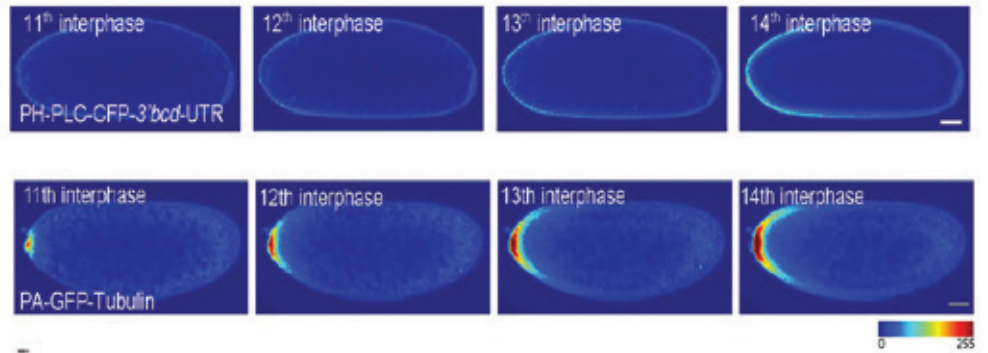 11th interphase
12th interphase
13th interphase
14th interphase
PH-PLC-CFP-3'bcd-UTR
11th interphase
12th interphase
13th interphase
14th interphase
PA-GFP-Tubulin
0 255